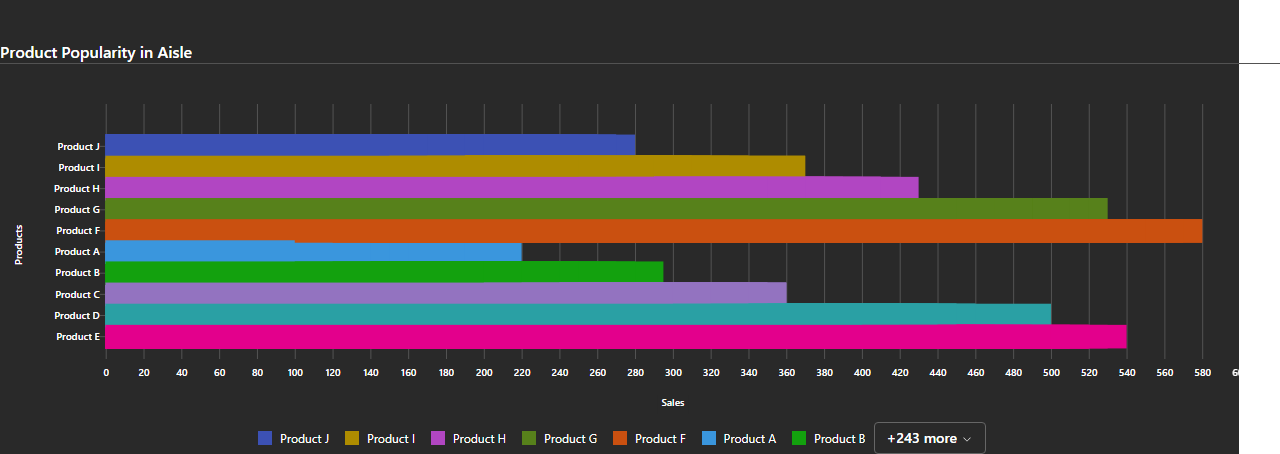 Product Popularity in Aisle
Product J
Product I
Product H
Product G
Product F
Product A
Product B
Product C
Product D
Product E
Products
0 20 40 60 80 100 120 140 160 180 200 220 240 260 280 300 320 340 360 380 400 420 440 460 480 500 520 540 560 580
Sales
Product J Product I Product H Product G Product F Product A Product B +243 more